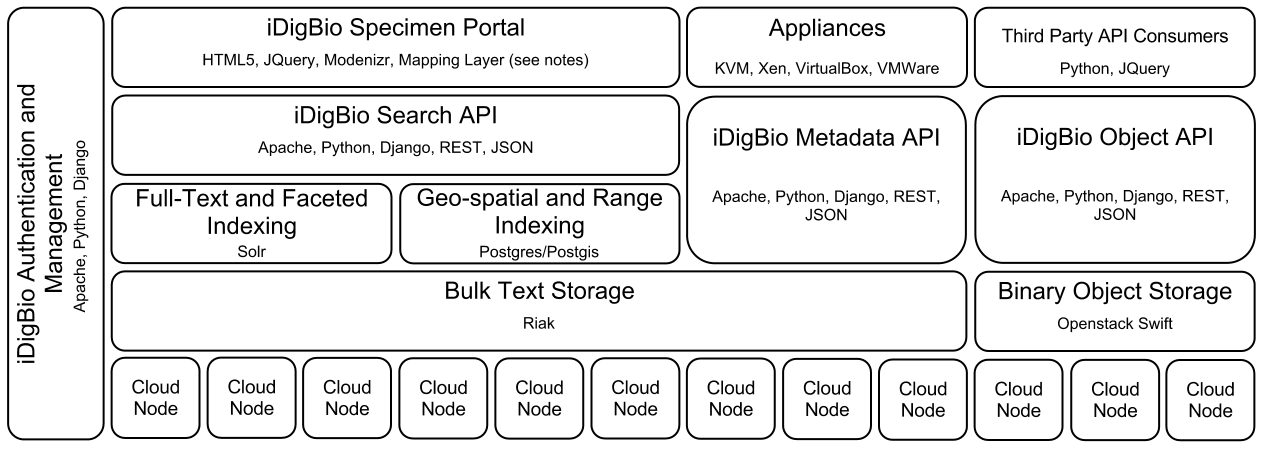 iDigBio Authentication and
Management
Apache, Python, Django
iDigBio Specimen Portal
HTML5, JQuery, Modenizr, Mapping Layer (see notes)
Appliances
KVM, Xen, VirtualBox, VMWare
Third Party API Consumers
Python, JQuery
iDigBio Search API
Apache, Python, Django, REST, JSON
iDigBio Metadata API
Apache, Python, Django, REST,
JSON
iDigBio Object API
Apache, Python, Django, REST,
JSON
Full-Text and Faceted
Indexing
Solr
Geo-spatial and Range
Indexing
Postgres/Postgis
Bulk Text Storage
Riak
Binary Object Storage
Openstack Swift
Cloud
Node
Cloud
Node
Cloud
Node
Cloud
Node
Cloud
Node
Cloud
Node
Cloud
Node
Cloud
Node
Cloud
Node
Cloud
Node
Cloud
Node
Cloud
Node